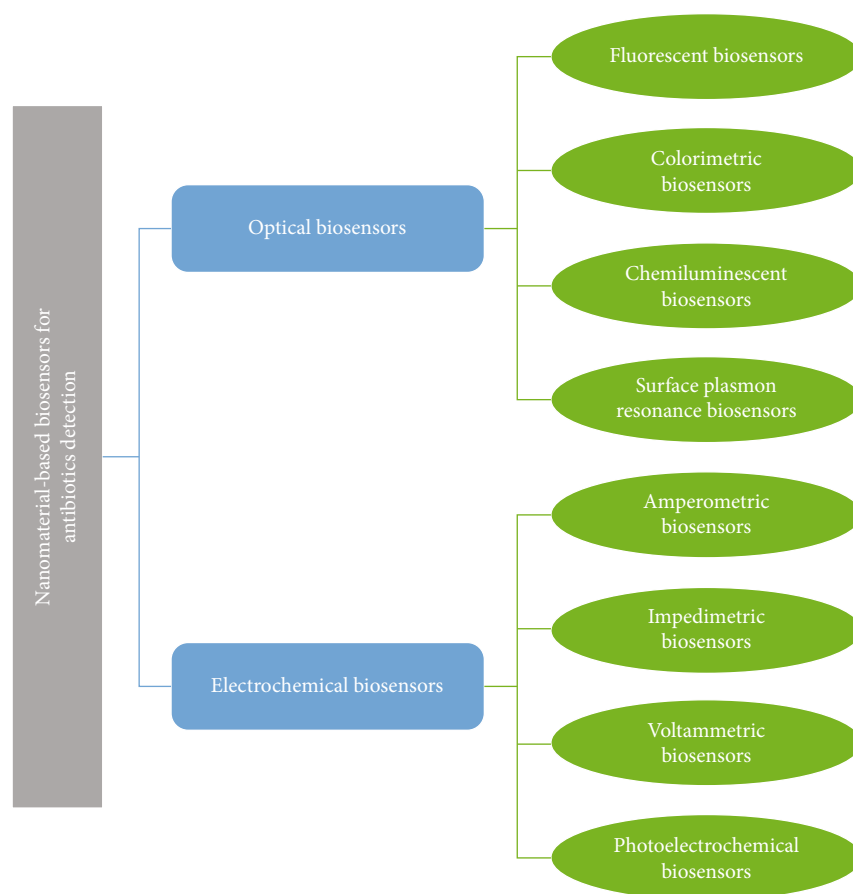 Nanomaterial-based biosensors for
antibiotics detection
Optical biosensors
Fluorescent biosensors
Colorimetric
biosensors
Chemiluminescent
biosensors
Surface plasmon
resonance biosensors
Electrochemical biosensors
Amperometric
biosensors
Impedimetric
biosensors
Voltammetric
biosensors
Photoelectrochemical
biosensors